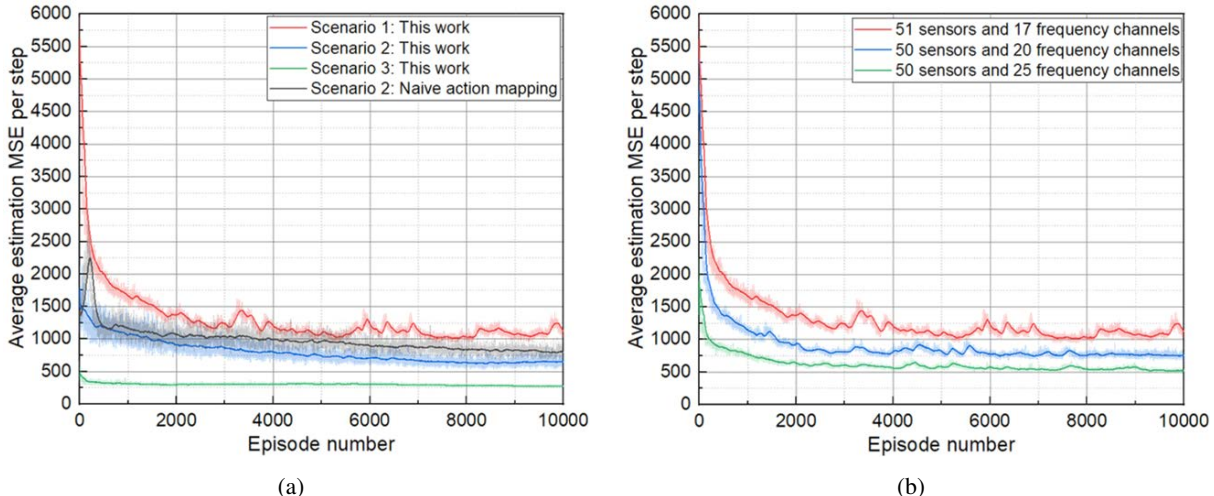 6000
5500
5000
4500
4000
3500
3000
2500
2000
1500
1000
500
0
Average estimation MSE per step
Scenario 1: This work
Scenario 2: This work
Scenario 3: This work
Scenario 2: Naive action mapping
0 2000 4000 6000 8000 10000
Episode number
(a)
6000
5500
5000
4500
4000
3500
3000
2500
2000
1500
1000
500
0
Average estimation MSE per step
51 sensors and 17 frequency channels
50 sensors and 20 frequency channels
50 sensors and 25 frequency channels
0 2000 4000 6000 8000 10000
Episode number
(b)